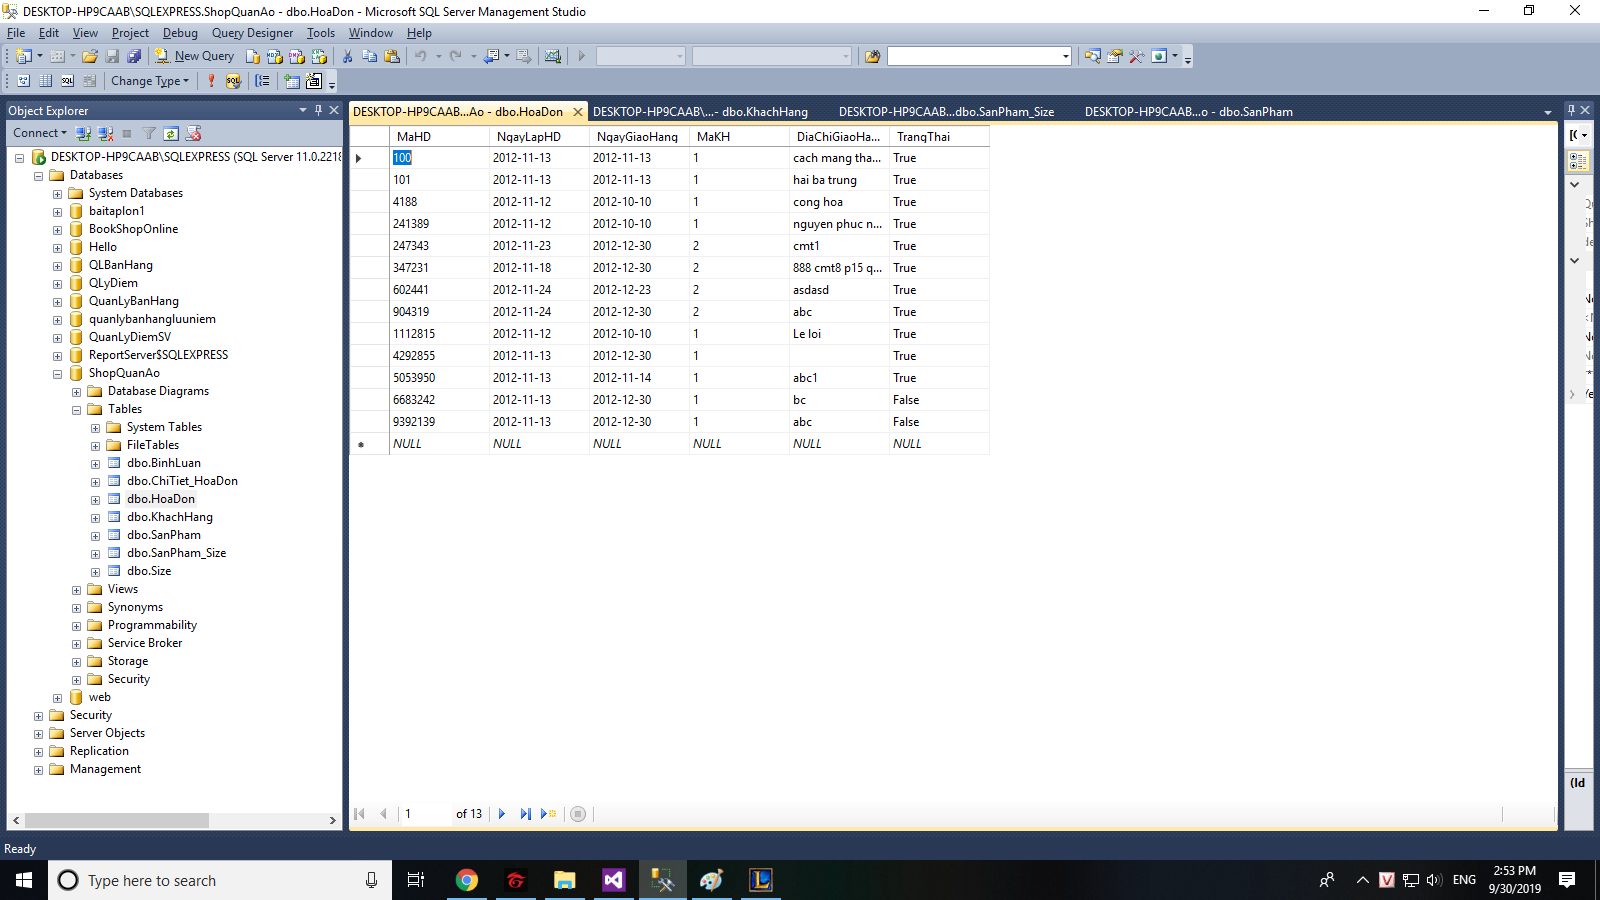 DESKTOP-HP9CAAB\SQLEXPRESS.ShopQuanAo - dbo.HoaDon - Microsoft SQL Server Management Studio
File Edit View Project Debug Query Designer Tools Window Help
New Query
Change Type
Object Explorer
Connect
DESKTOP-HP9CAAB\SQLEXPRESS (SQL Server 11.0.2218
Databases
System Databases
baitaplon1
BookShopOnline
Hello
QLBanHang
QLyDiem
QuanLyBanHang
quanlybanhangluuniem
QuanLyDiemSV
ReportServer$SQLEXPRESS
ShopQuanAo
Database Diagrams
Tables
System Tables
FileTables
dbo.BinhLuan
dbo.ChiTiet_HoaDon
dbo.HoaDon
dbo.KhachHang
dbo.SanPham
dbo.SanPham_Size
dbo.Size
Views
Synonyms
Programmability
Service Broker
Storage
Security
web
Security
Server Objects
Replication
Management
DESKTOP-HP9CAAB...Ao - dbo.HoaDon DESKTOP-HP9CAAB\...- dbo.KhachHang DESKTOP-HP9CAAB...dbo.SanPham_Size DESKTOP-HP9CAAB...o - dbo.SanPham
MaHD NgayLapHD NgayGiaoHang MaKH DiaChiGiaoHa... TrangThai
100 2012-11-13 2012-11-13 1 cach mang tha... True
101 2012-11-13 2012-11-13 1 hai ba trung True
4188 2012-11-12 2012-10-10 1 cong hoa True
241389 2012-11-12 2012-10-10 1 nguyen phuc n... True
247343 2012-11-23 2012-12-30 2 cmt1 True
347231 2012-11-18 2012-12-30 2 888 cmt8 p15 q... True
602441 2012-11-24 2012-12-23 2 asdasd True
904319 2012-11-24 2012-12-30 2 abc True
1112815 2012-11-12 2012-10-10 1 Le loi True
4292855 2012-11-13 2012-12-30 1 True
5053950 2012-11-13 2012-11-14 1 abc1 True
6683242 2012-11-13 2012-12-30 1 bc False
9392139 2012-11-13 2012-12-30 1 abc False
NULL NULL NULL NULL NULL NULL
1 of 13
(Id
Ready
Type here to search
ENG
2:53 PM
9/30/2019